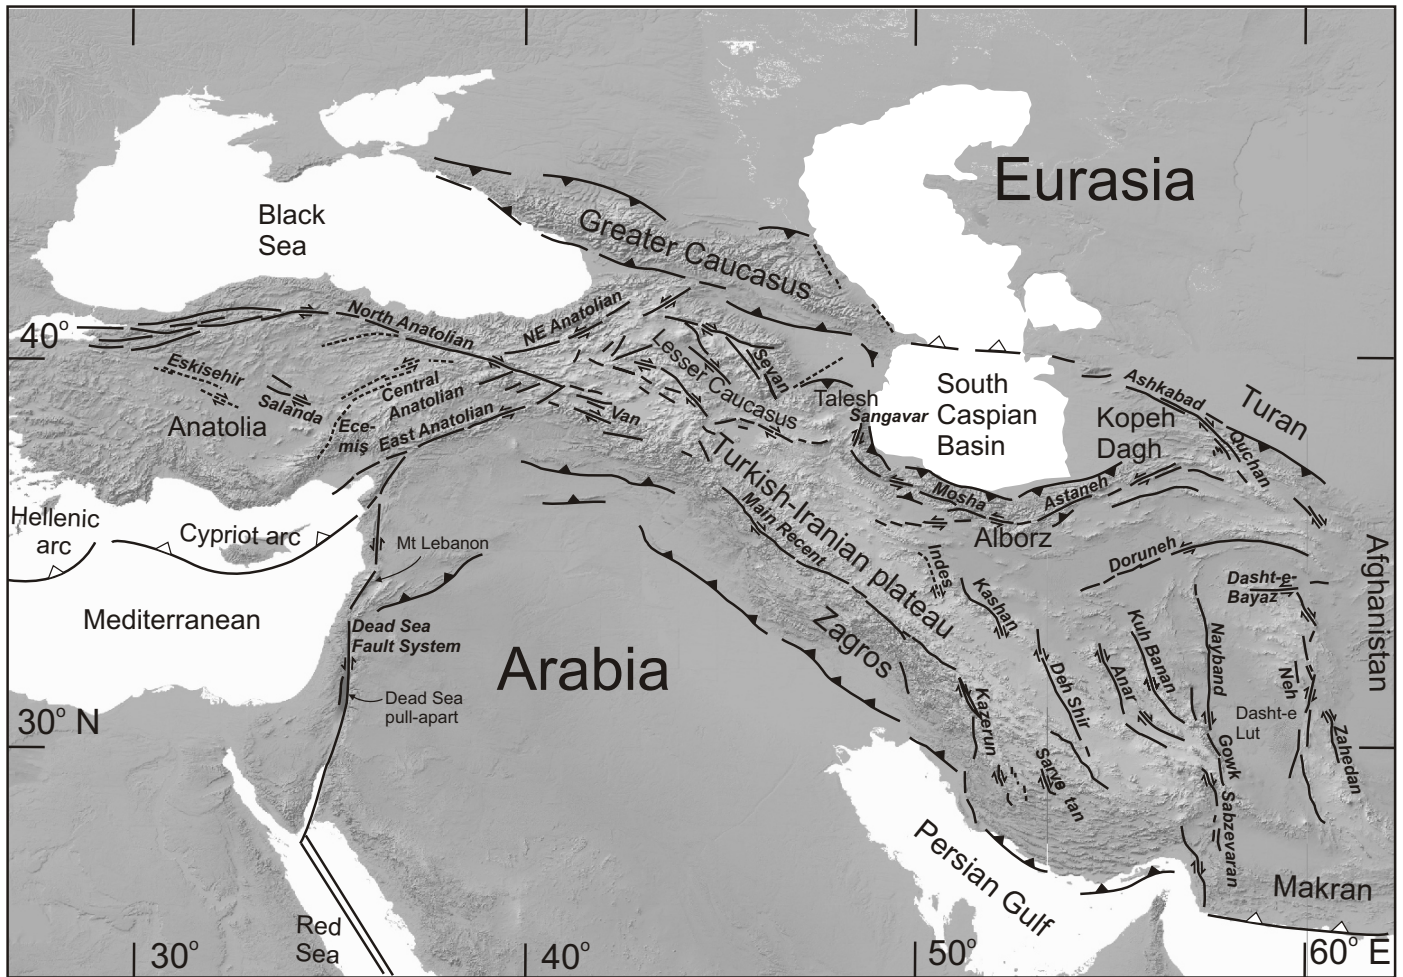 Eurasia
Black
Sea
Greater Caucasus
40°
North Anatolian
NE Anatolian
Lesser Caucasus
Sevan
Eskisehir
Salanda
Central
Anatolian
Ece-
miş
East Anatolian
Van
Anatolia
Talesh
Sangavar
South
Caspian
Basin
Ashkabad
Turan
Kopeh
Dagh
Quchan
Mosha
Astaneh
Alborz
Turkish-Iranian plateau
Main Recent
Hellenic
arc
Cypriot arc
Mt Lebanon
Mediterranean
Dead Sea
Fault System
Dead Sea
pull-apart
Arabia
Zagros
Indes
Kashan
Doruneh
Dasht-e-
Bayaz
Afghanistan
Deh Shir
Anar
Kuh Banan
Nayband
Neh
Dasht-e
Lut
Zahedan
30° N
Kazerun
Sarve tan
Gowk
Sabzevaran
Persian Gulf
Makran
Red
Sea
30°
40°
50°
60° E